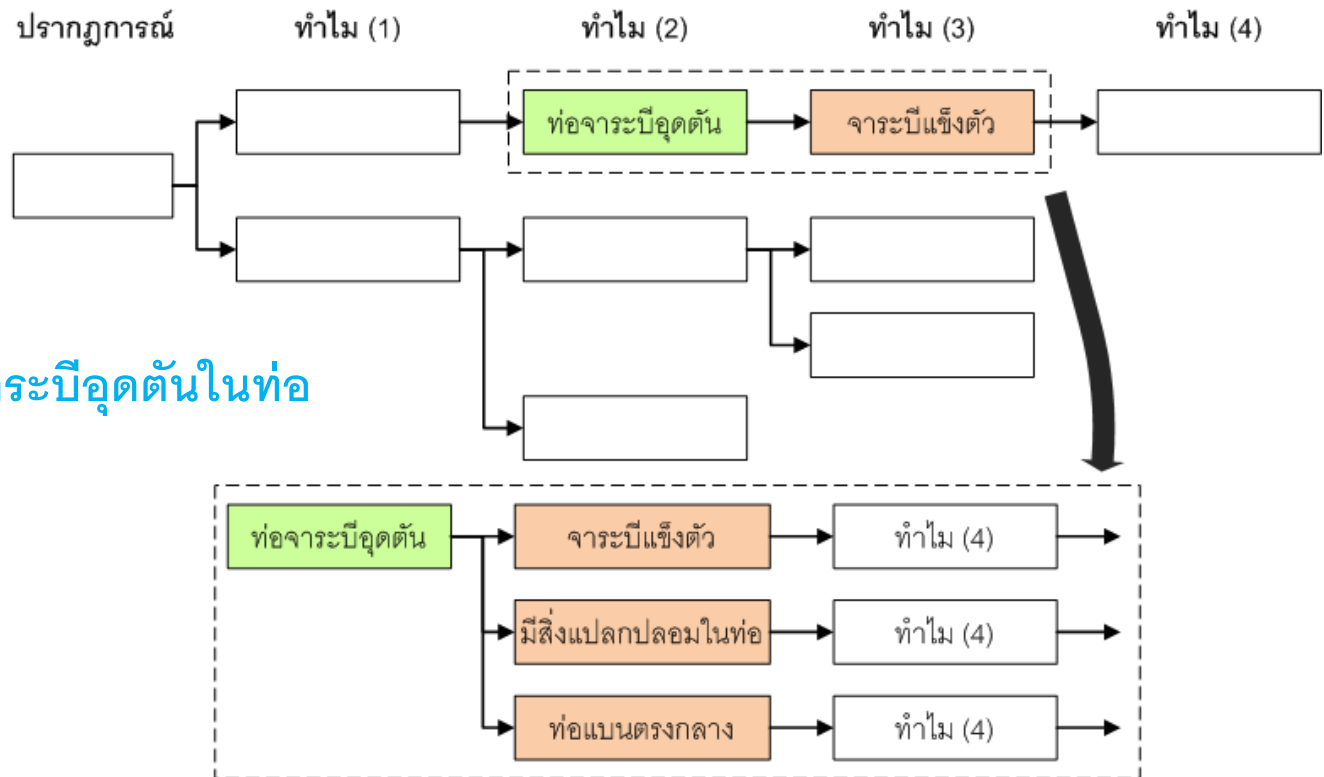 ปรากฏการณ์ ทำไม (1) ทำไม (2) ทำไม (3) ทำไม (4)
ท่อจาระบีอุดตัน จาระบีแข็งตัว
ระบีอุดตันในท่อ
ท่อจาระบีอุดตัน จาระบีแข็งตัว ทำไม (4)
มีสิ่งแปลกปลอมในท่อ ทำไม (4)
ท่อแบนตรงกลาง ทำไม (4)